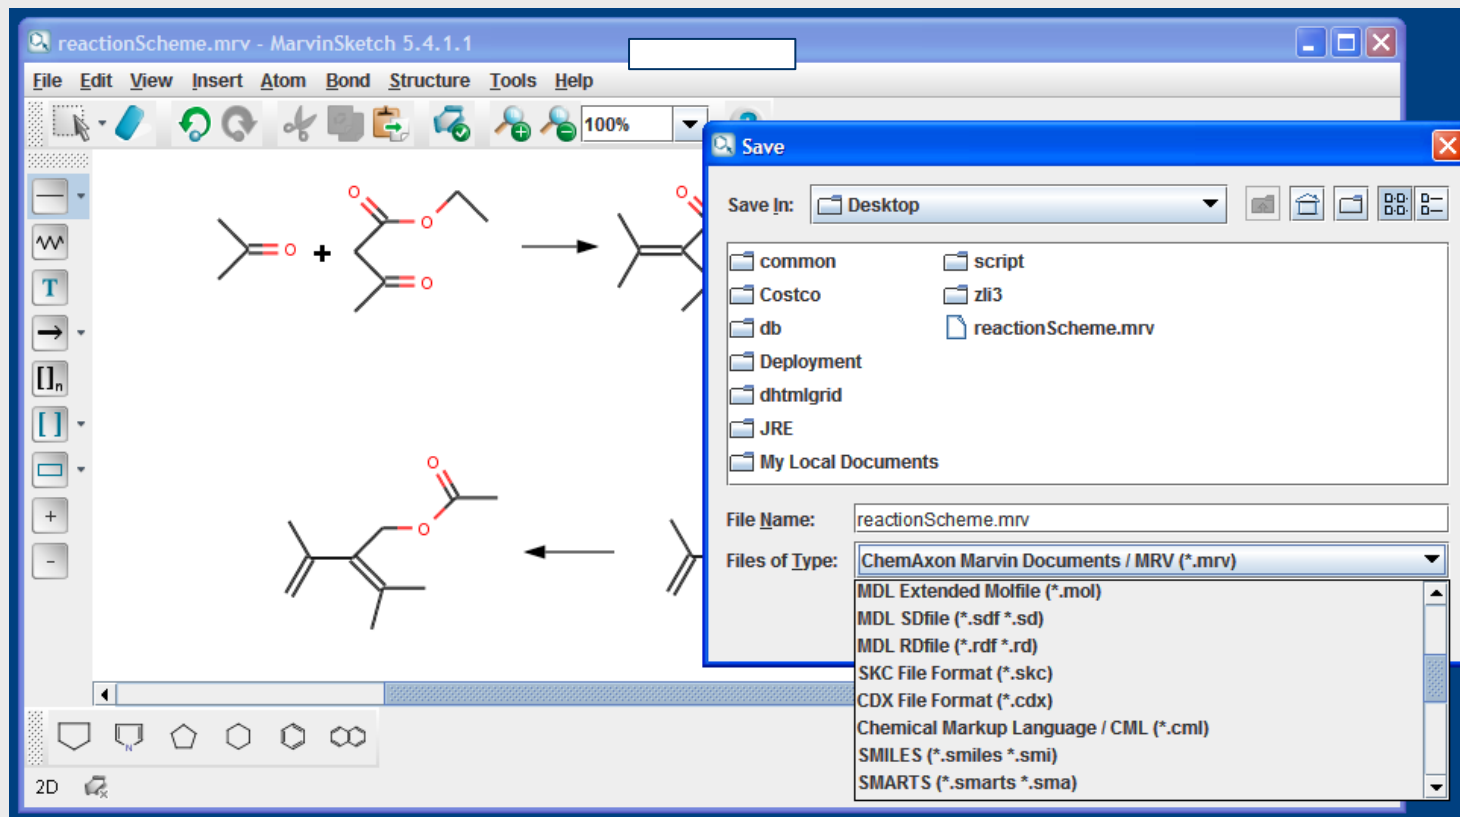 reactionScheme.mrv - MarvinSketch 5.4.1.1
File Edit View Insert Atom Bond Structure Tools Help
100%
T
[]n
[ ]
+
-
O
O
O
+
O
O
O
O
N
2D
Save
Save In: Desktop
common
Costco
db
Deployment
dhtmlgrid
JRE
My Local Documents
script
zli3
reactionScheme.mrv
File Name: reactionScheme.mrv
Files of Type: ChemAxon Marvin Documents / MRV (*.mrv)
MDL Extended Molfile (*.mol)
MDL SDfile (*.sdf *.sd)
MDL RDfile (*.rdf *.rd)
SKC File Format (*.skc)
CDX File Format (*.cdx)
Chemical Markup Language / CML (*.cml)
SMILES (*.smiles *.smi)
SMARTS (*.smarts *.sma)